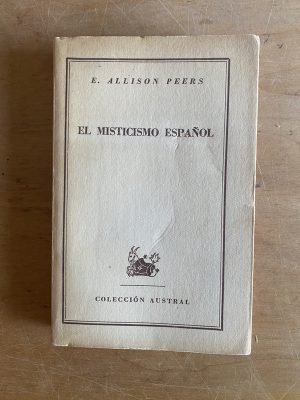 E. ALLISON PEERS
EL MISTICISMO ESPAÑOL
COLECCIÓN AUSTRAL